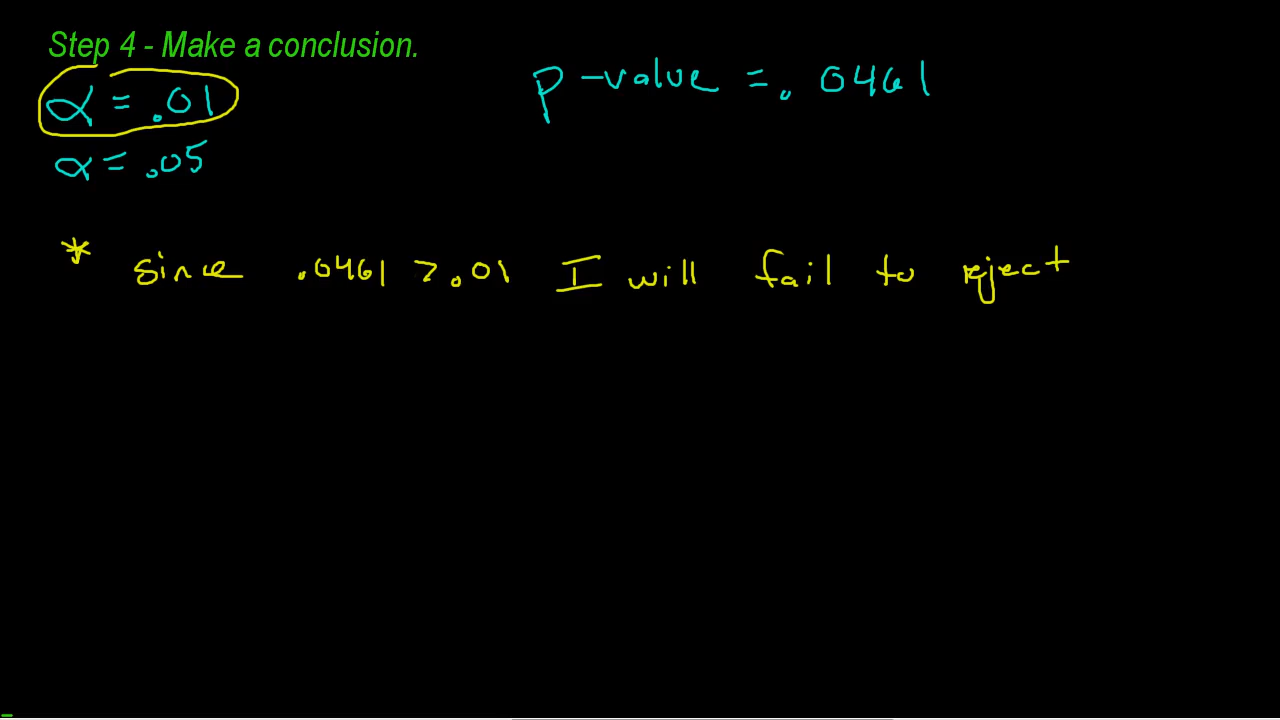 Step 4 - Make a conclusion.
α = .01
p-value = .0461
α = .05
* since .0461 > .01 I will fail to reject